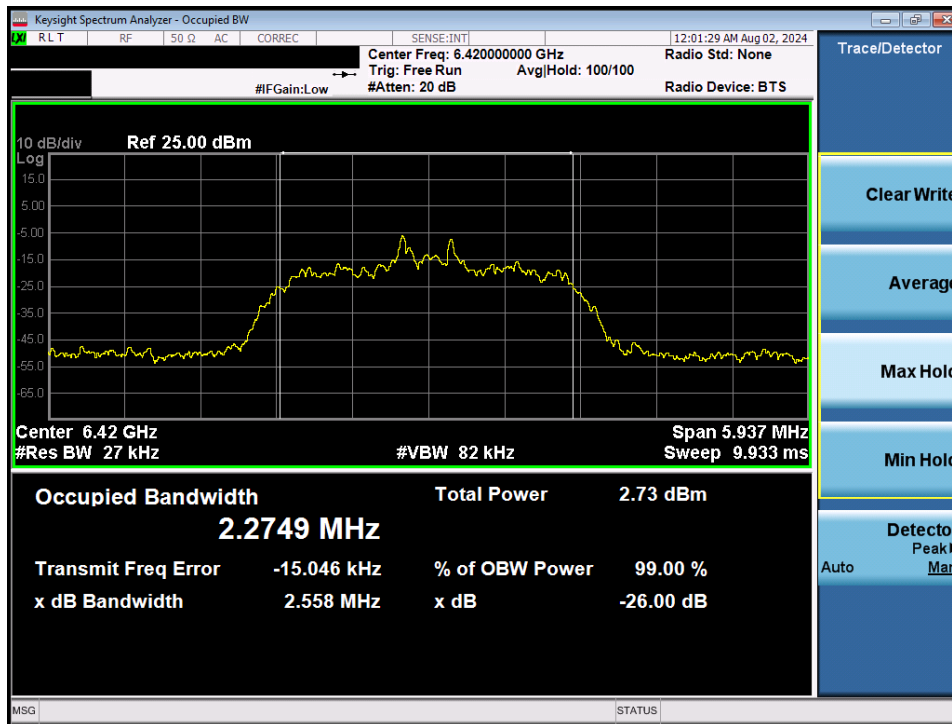 Keysight Spectrum Analyzer - Occupied BW
LXI RLT RF 50 Ω AC CORREC SENSE:INT 12:01:29 AM Aug 02, 2024
Center Freq: 6.420000000 GHz Radio Std: None
Trig: Free Run Avg|Hold: 100/100
#IFGain:Low #Atten: 20 dB Radio Device: BTS
Trace/Detector
10 dB/div Ref 25.00 dBm
Log
15.0
5.00
-5.00
-15.0
-25.0
-35.0
-45.0
-55.0
-65.0
Center 6.42 GHz Span 5.937 MHz
#Res BW 27 kHz #VBW 82 kHz Sweep 9.933 ms
Occupied Bandwidth Total Power 2.73 dBm
2.2749 MHz
Transmit Freq Error -15.046 kHz % of OBW Power 99.00 %
x dB Bandwidth 2.558 MHz x dB -26.00 dB
Clear Write
Average
Max Hold
Min Hold
Detector
Peak
Auto Man
MSG STATUS